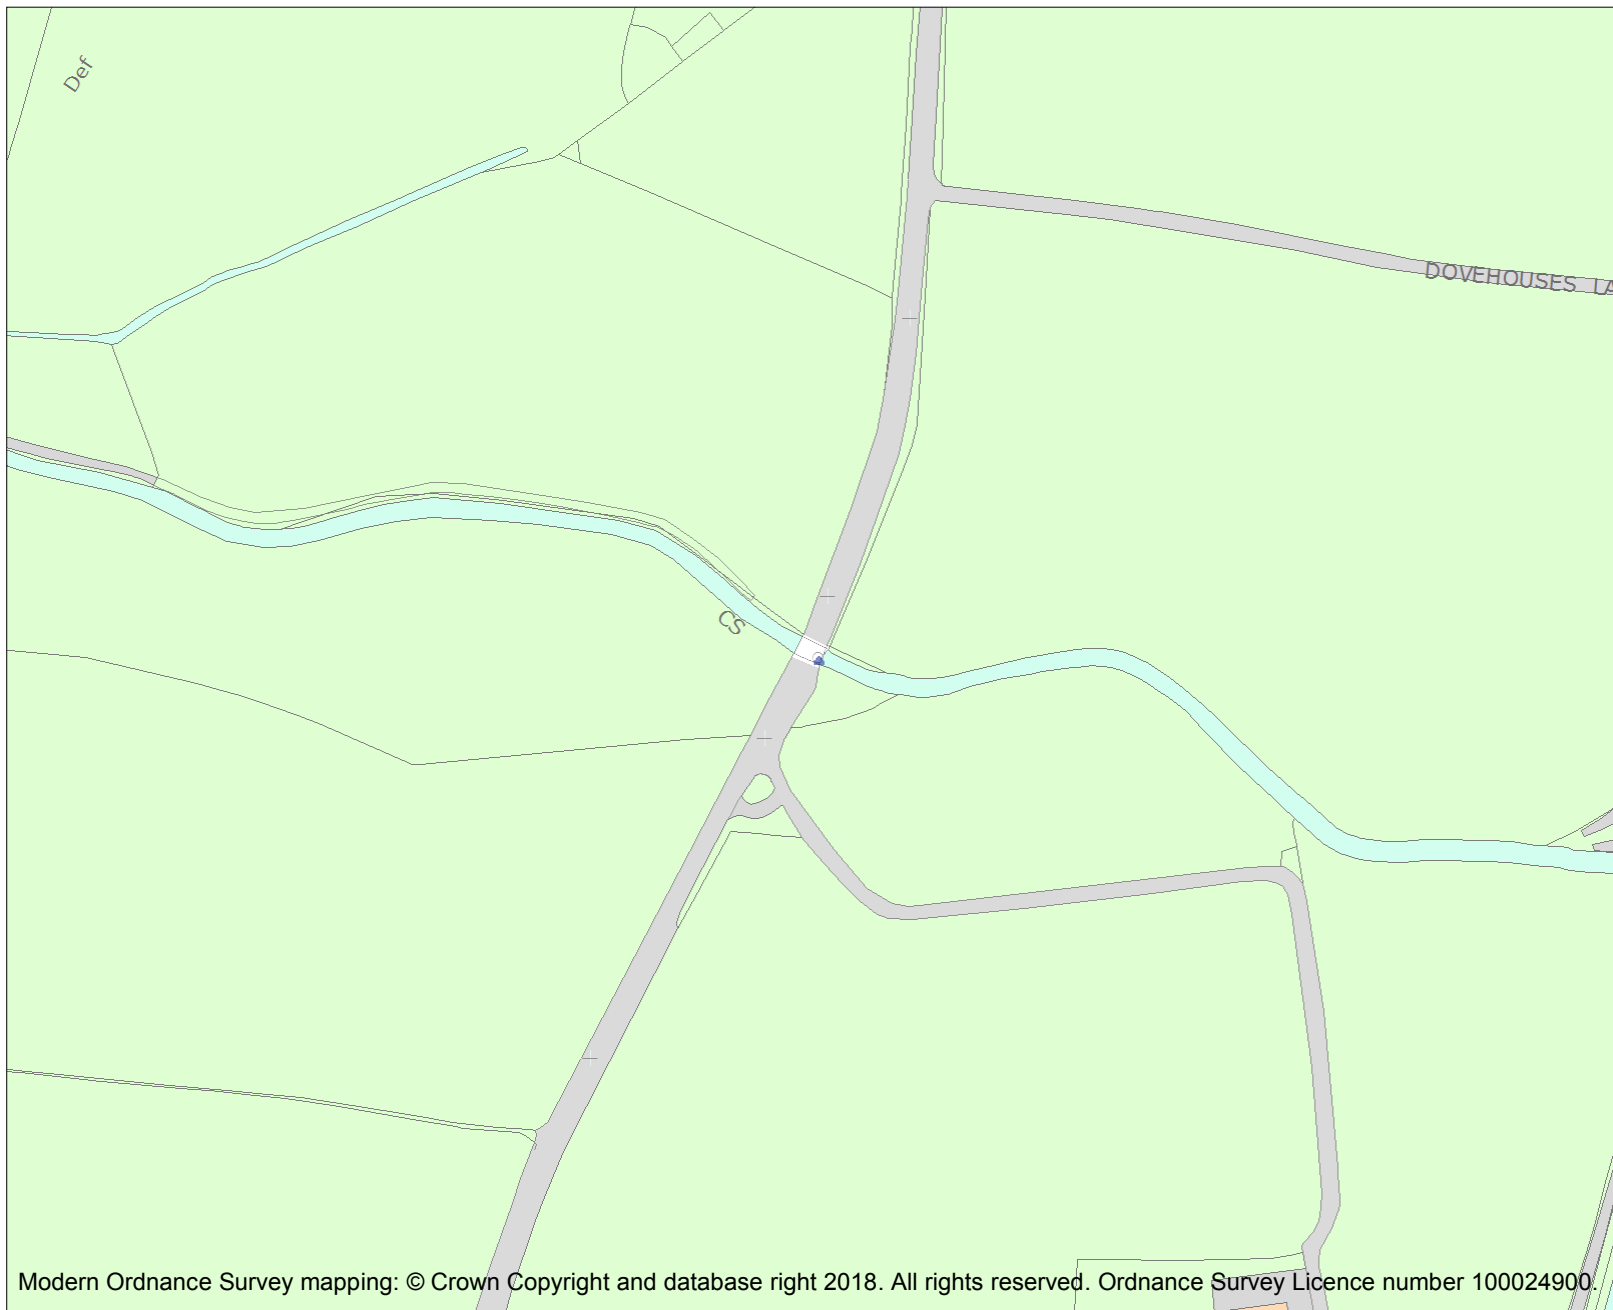 Def
DOVEHOUSES LA
CS
Modern Ordnance Survey mapping: © Crown Copyright and database right 2018. All rights reserved. Ordnance Survey Licence number 100024900.